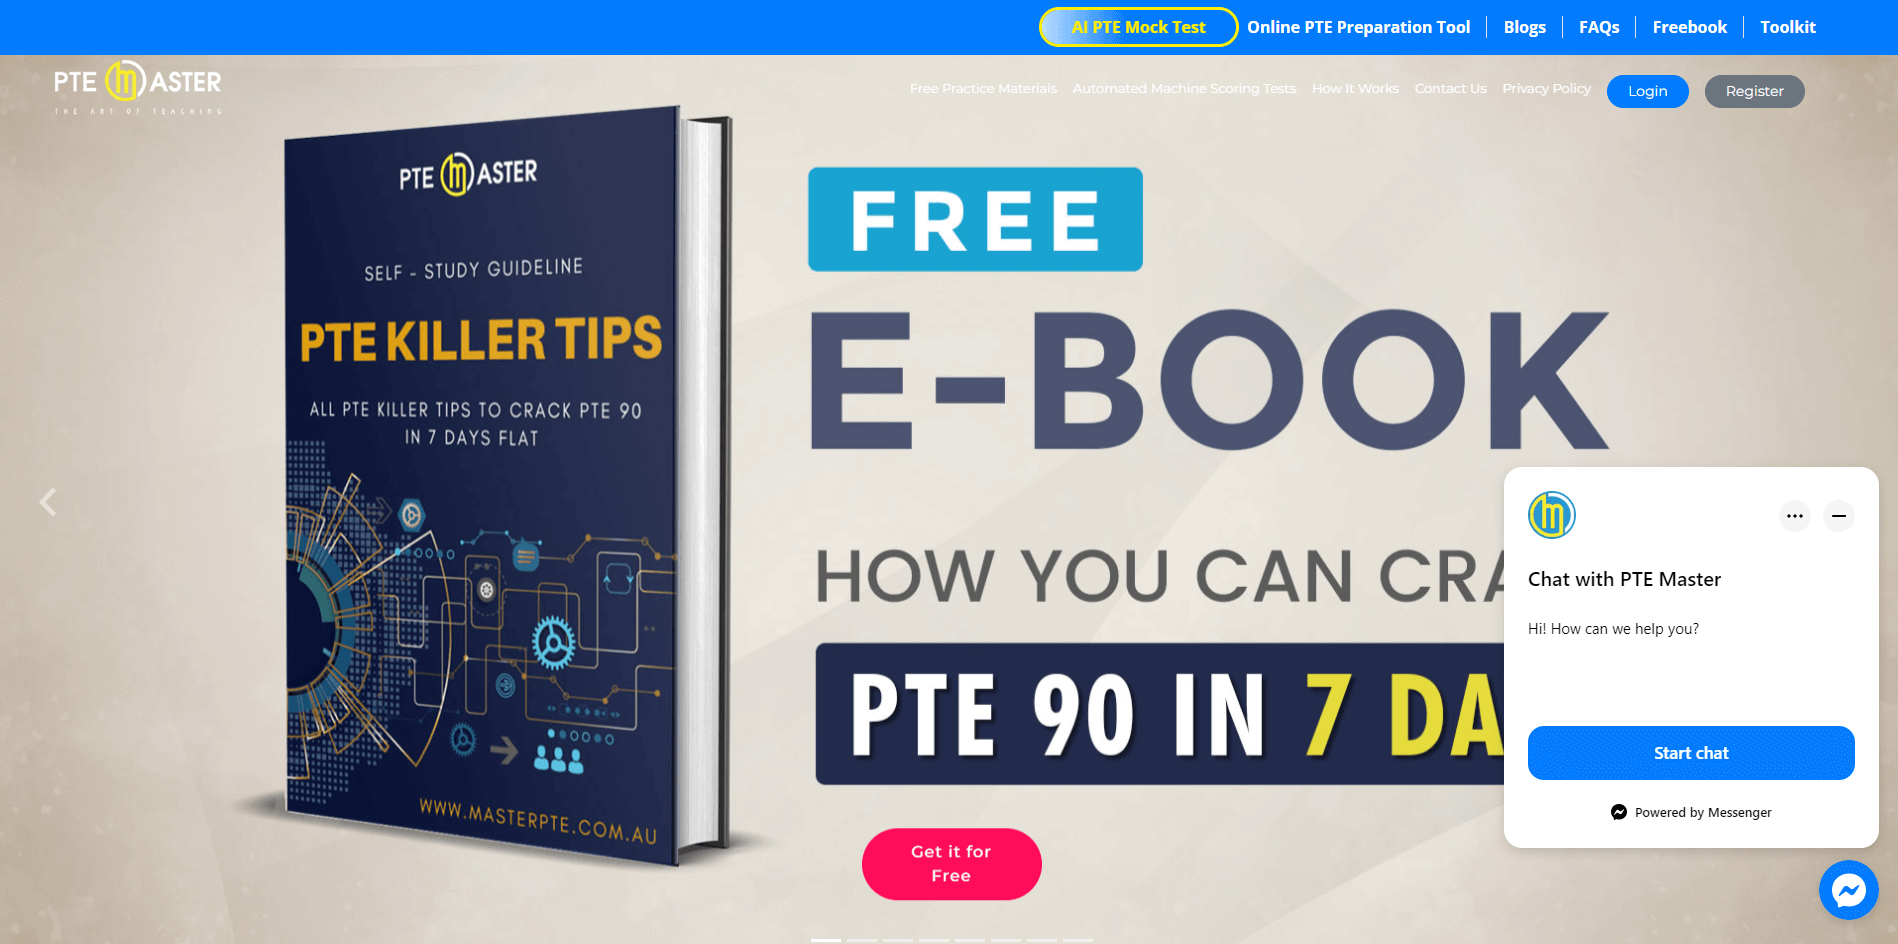 AI PTE Mock Test
Online PTE Preparation Tool
Blogs
FAQs
Freebook
Toolkit
PTE MASTER
THE ART OF TEACHING
Free Practice Materials
Automated Machine Scoring Tests
How It Works
Contact Us
Privacy Policy
Login
Register
PTE MASTER
SELF - STUDY GUIDELINE
PTE KILLER TIPS
ALL PTE KILLER TIPS TO CRACK PTE 90
IN 7 DAYS FLAT
WWW.MASTERPTE.COM.AU
FREE
E-BOOK
HOW YOU CAN CRA
PTE 90 IN 7 DA
Get it for
Free
Chat with PTE Master
Hi! How can we help you?
Start chat
Powered by Messenger